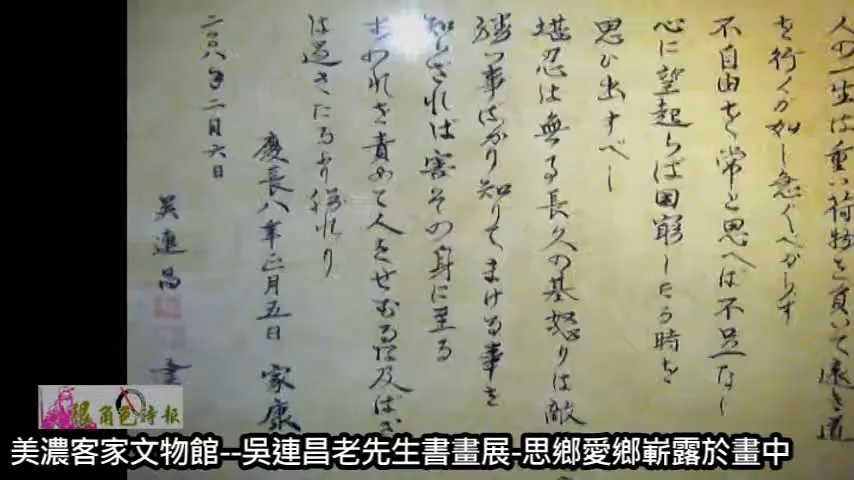 人の一生は重い荷物を負いて遠き道
を行くが如し急ぐべからず
不自由を常と思へば不足なし
心に望起らば困窮したる時を
思ひ出すべし
堪忍は無事長久の基怒りは敵
勝つ事ばかり知りてまける事を
知らざれば害その身に至る
おのれを責めて人をせむるな及ばざ
は過ぎたるより勝れり
慶長八年正月五日 家康
二〇〇八年二月六日
吳連昌
書
張角色詩報
美濃客家文物館--吳連昌老先生書畫展-思鄉愛鄉嶄露於畫中